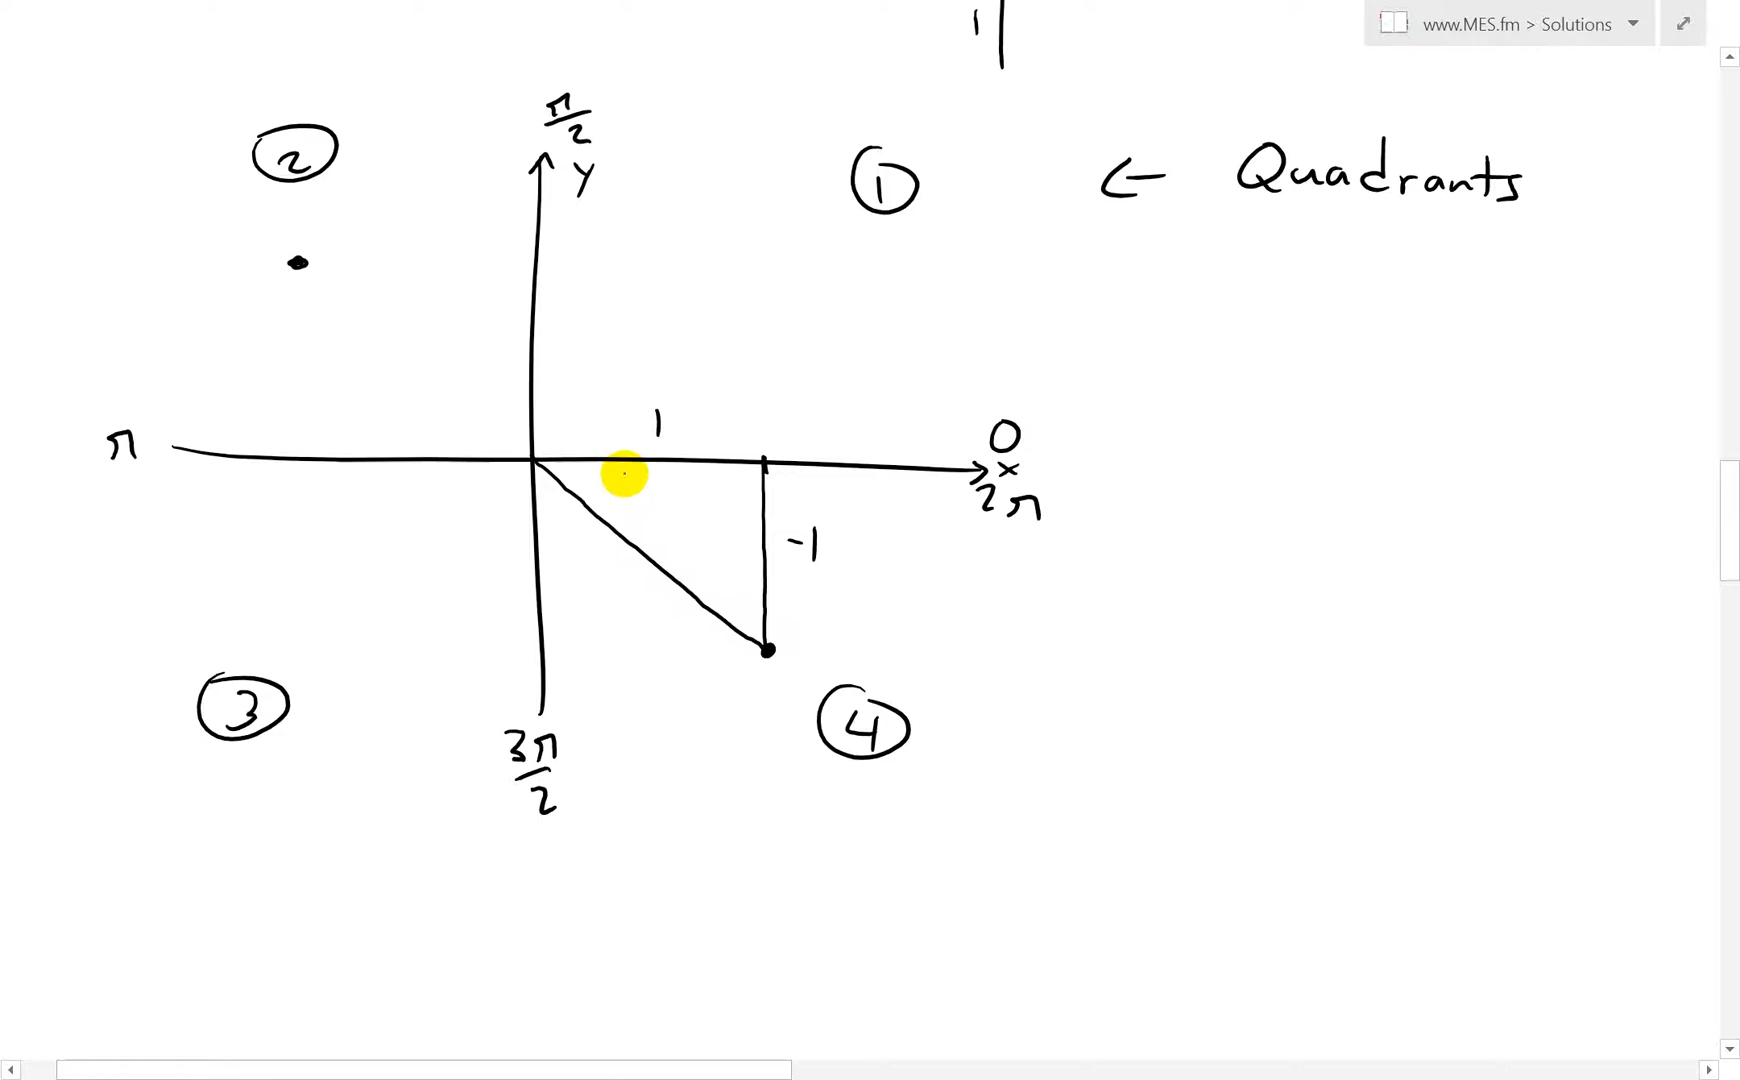 1
www.MES.fm > Solutions
π/2
y
2
1
← Quadrants
1
π
0
x
2π
-1
3
4
3π/2